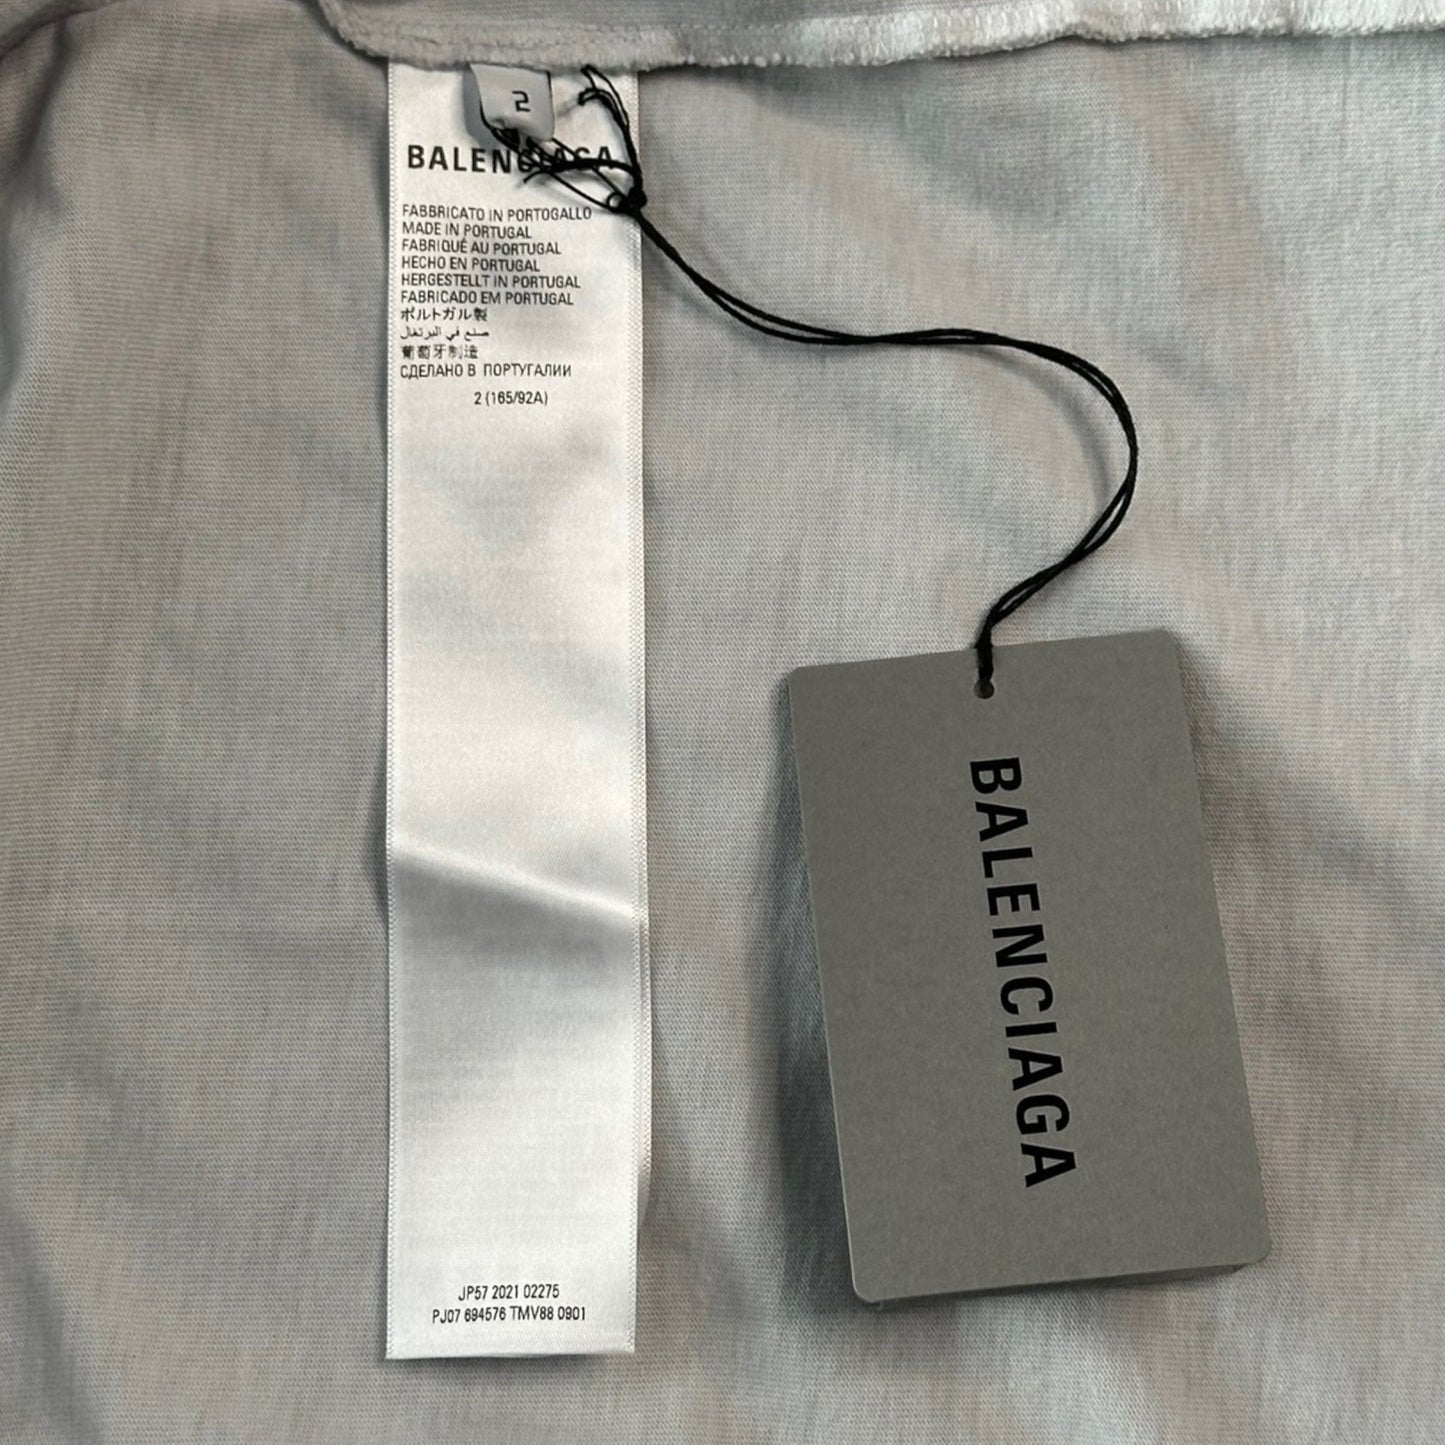 2
BALENCIAGA
FABBRICATO IN PORTOGALLO
MADE IN PORTUGAL
FABRIQUÉ AU PORTUGAL
HECHO EN PORTUGAL
HERGESTELLT IN PORTUGAL
FABRICADO EM PORTUGAL
ポルトガル製
صنع في البرتغال
葡萄牙制造
СДЕЛАНО В ПОРТУГАЛИИ
2 (165/92A)
JP57 2021 02275
PJ07 694576 TMV88 0901
BALENCIAGA